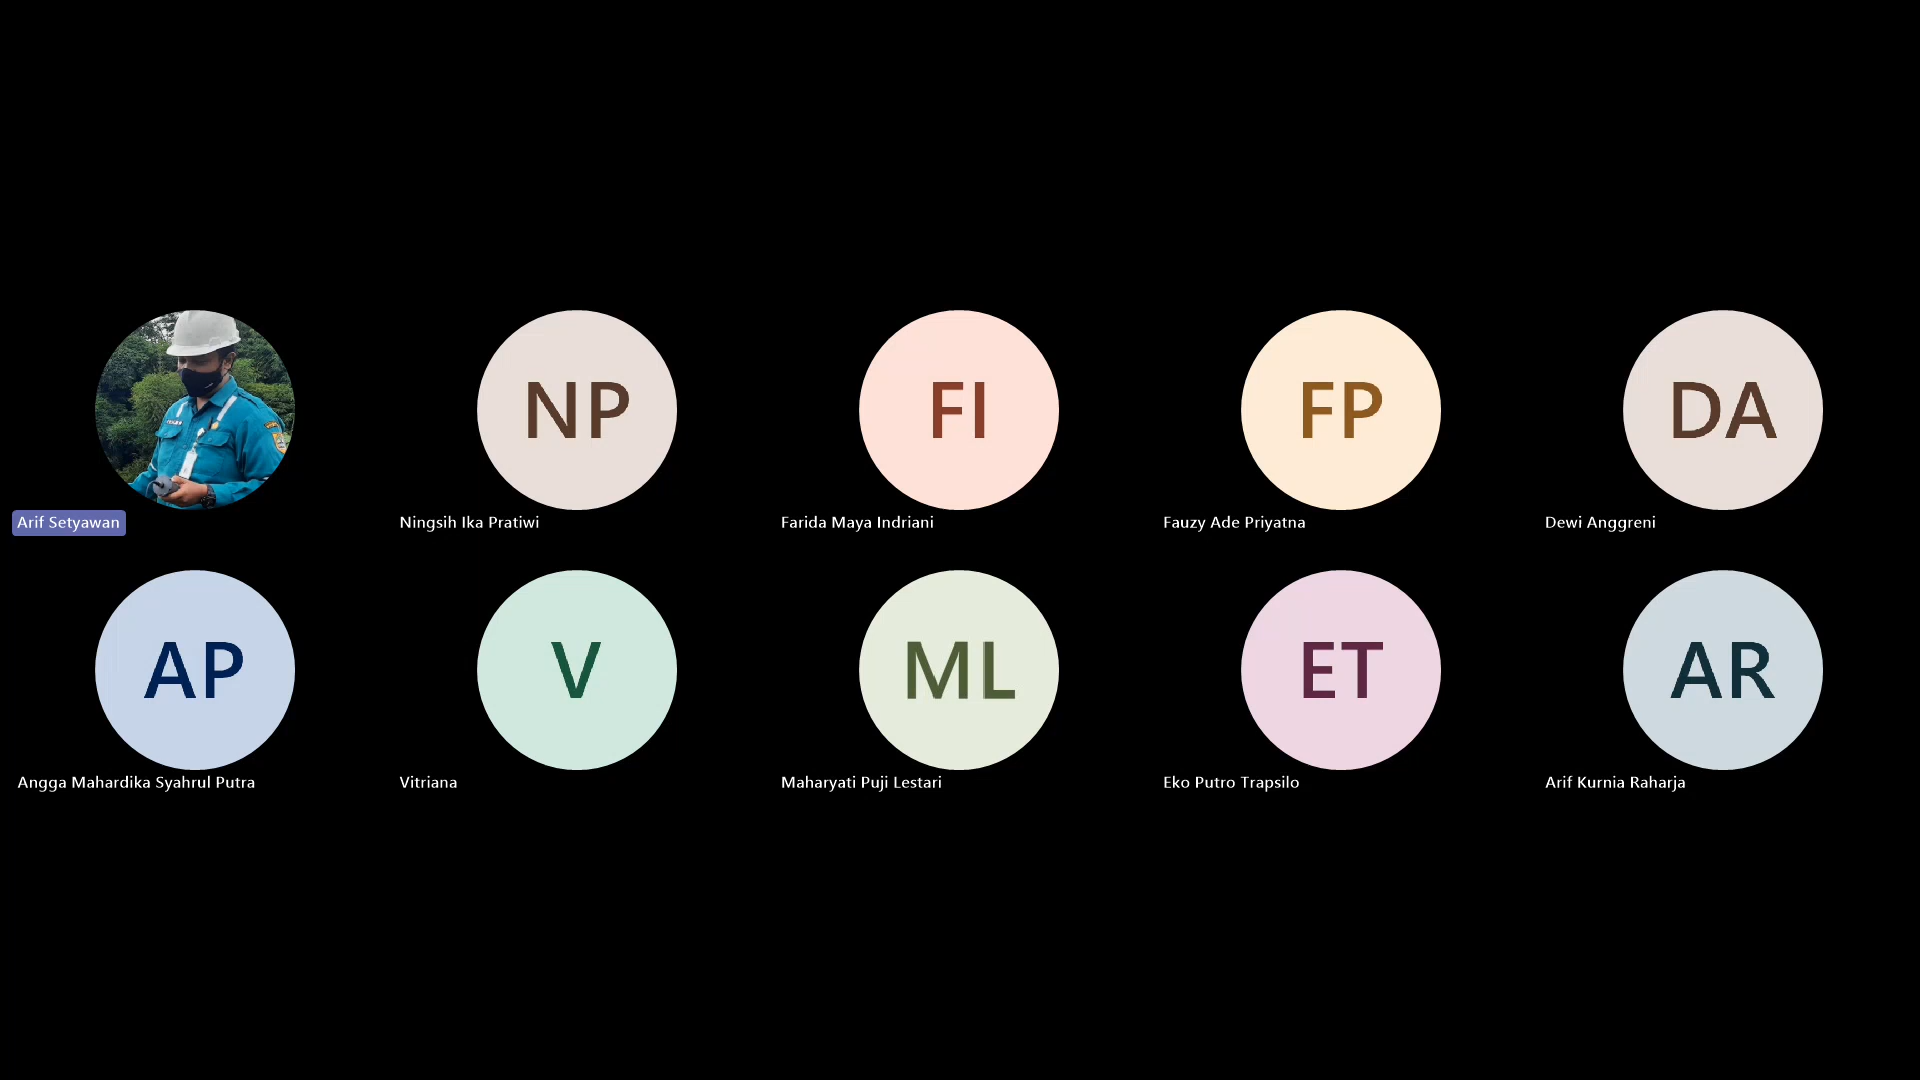 NP
FI
FP
DA
Arif Setyawan
Ningsih Ika Pratiwi
Farida Maya Indriani
Fauzy Ade Priyatna
Dewi Anggreni
AP
V
ML
ET
AR
Angga Mahardika Syahrul Putra
Vitriana
Maharyati Puji Lestari
Eko Putro Trapsilo
Arif Kurnia Raharja